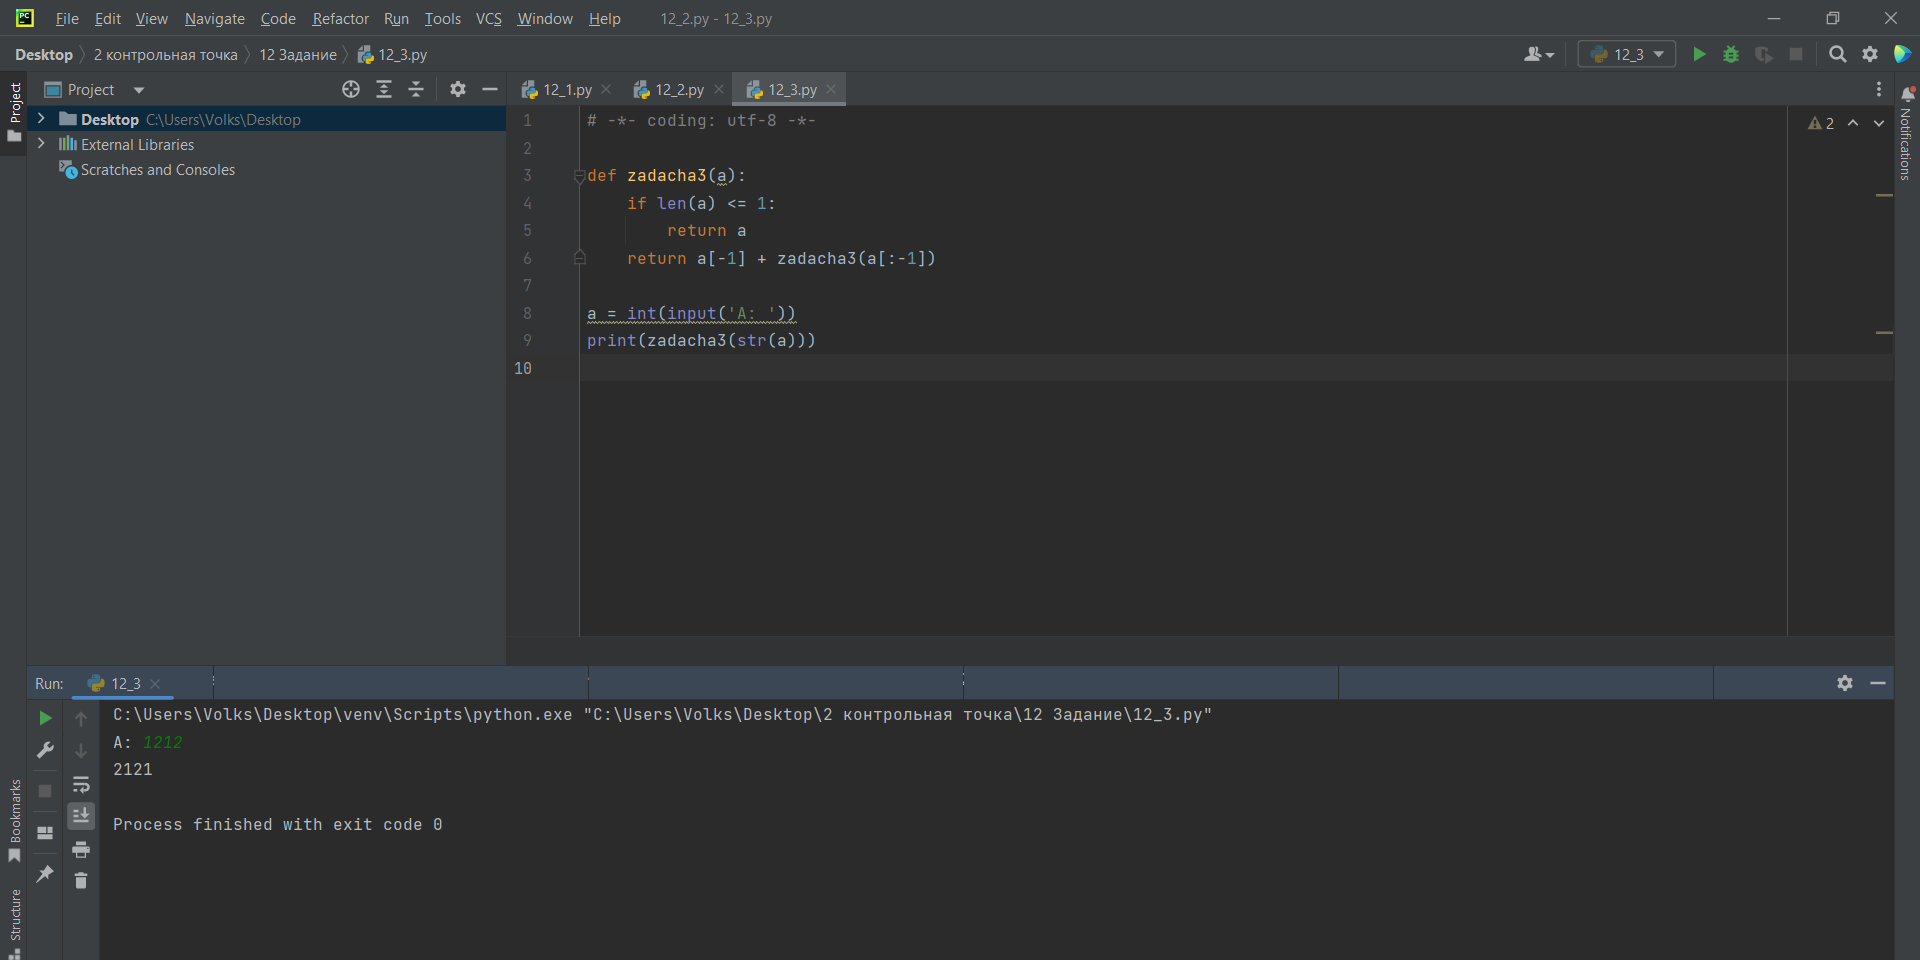 PC File Edit View Navigate Code Refactor Run Tools VCS Window Help 12_2.py - 12_3.py
Desktop 2 контрольная точка 12 Задание 12_3.py 12_3
Project
Project
Desktop C:\Users\Volks\Desktop
External Libraries
Scratches and Consoles
12_1.py 12_2.py 12_3.py
1 # -*- coding: utf-8 -*-
2
3 def zadacha3(a):
4 if len(a) <= 1:
5 return a
6 return a[-1] + zadacha3(a[:-1])
7
8 a = int(input('A: '))
9 print(zadacha3(str(a)))
10
2
Notifications
Run: 12_3
C:\Users\Volks\Desktop\venv\Scripts\python.exe "C:\Users\Volks\Desktop\2 контрольная точка\12 Задание\12_3.py"
A: 1212
2121
Process finished with exit code 0
Bookmarks
Structure